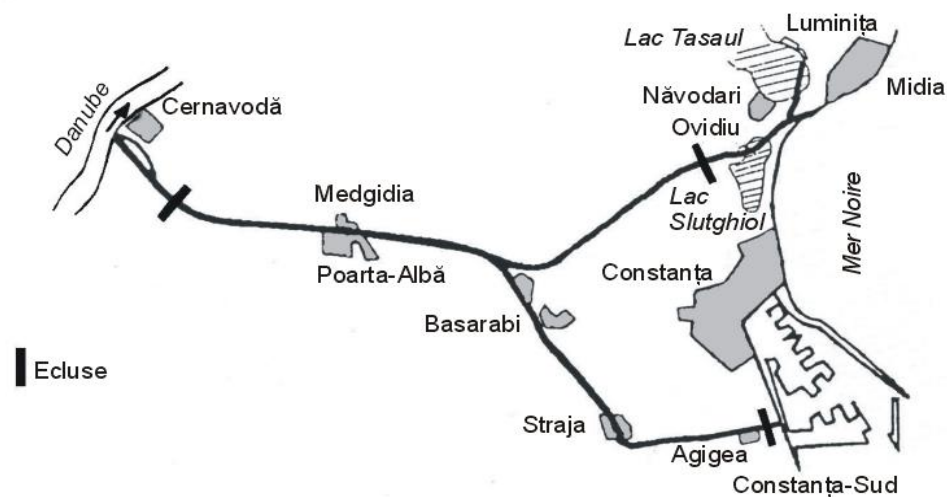 Luminița
Lac Tasaul
Midia
Năvodari
Ovidiu
Danube
Cernavodă
Medgidia
Poarta-Albă
Lac
Slutghiol
Mer Noire
Constanța
Basarabi
Ecluse
Straja
Agigea
Constanța-Sud